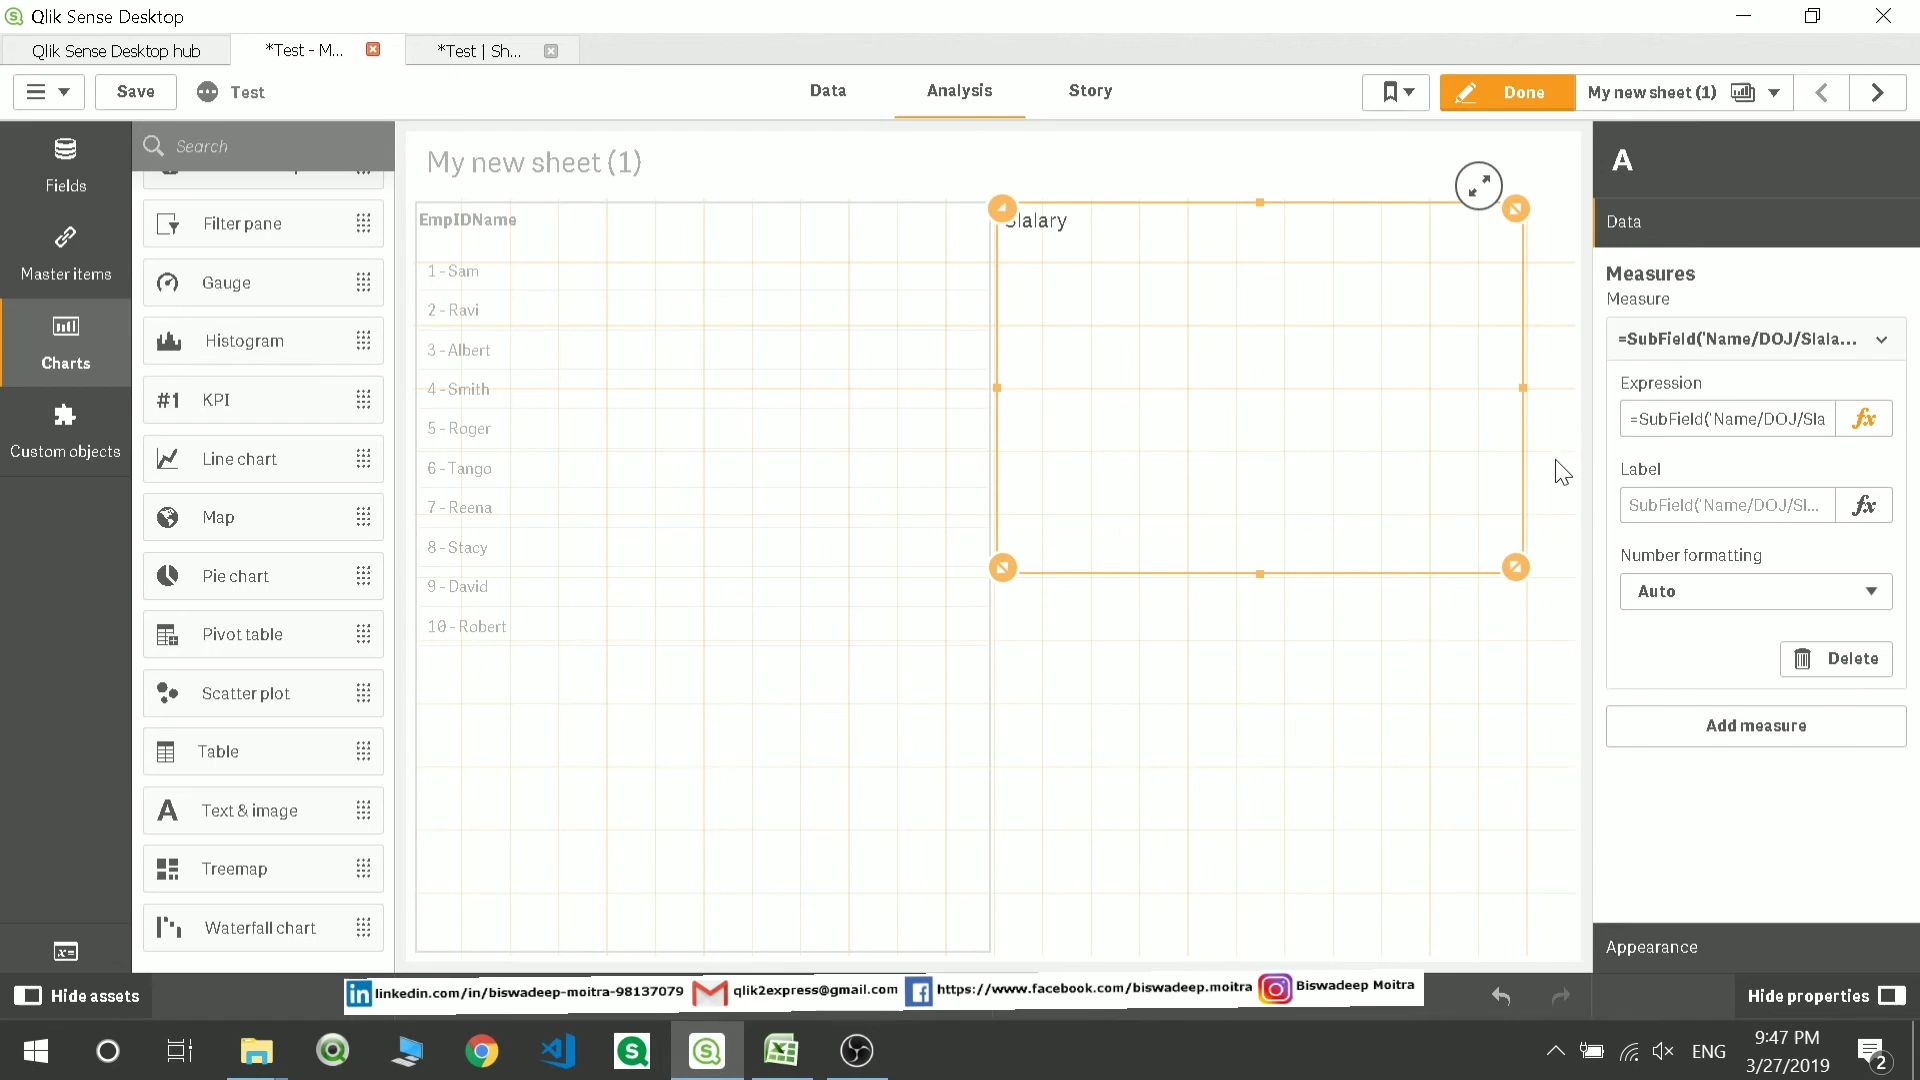 Qlik Sense Desktop
Qlik Sense Desktop hub
*Test - M...
*Test | Sh...
Save
Test
Data
Analysis
Story
Done
My new sheet (1)
Fields
Master items
Charts
Custom objects
Search
Filter pane
Gauge
Histogram
#1 KPI
Line chart
Map
Pie chart
Pivot table
Scatter plot
Table
A Text & image
Treemap
Waterfall chart
My new sheet (1)
EmpIDName
1 - Sam
2 - Ravi
3 - Albert
4 - Smith
5 - Roger
6 - Tango
7 - Reena
8 - Stacy
9 - David
10 - Robert
Slalary
A
Data
Measures
Measure
=SubField('Name/DOJ/Slala...
Expression
=SubField('Name/DOJ/Sla
fx
Label
SubField('Name/DOJ/Sl...
fx
Number formatting
Auto
Delete
Add measure
Appearance
Hide assets
linkedin.com/in/biswadeep-moitra-98137079
qlik2express@gmail.com
https://www.facebook.com/biswadeep.moitra
Biswadeep Moitra
Hide properties
ENG
9:47 PM
3/27/2019
2